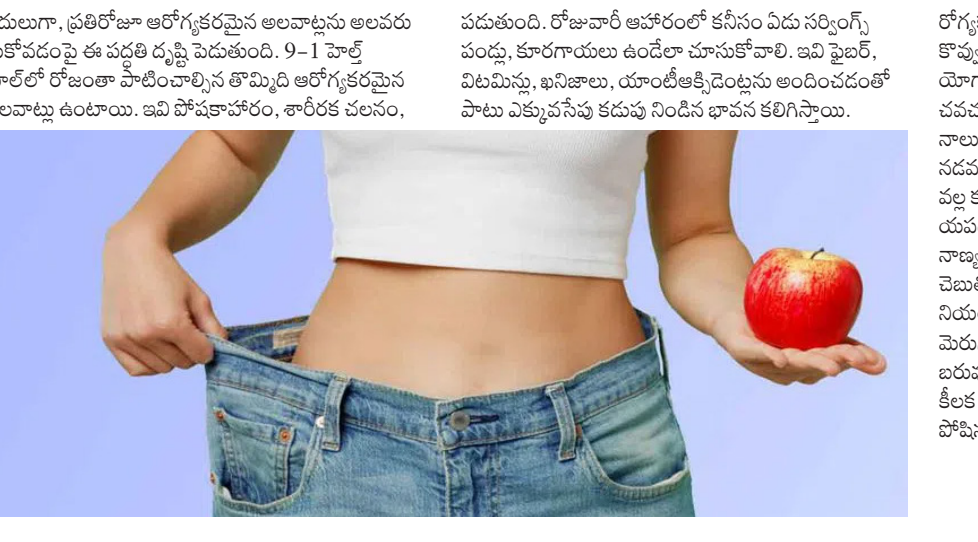 దులుగా, ప్రతిరోజూ ఆరోగ్యకరమైన అలవాట్లను అలవరు
కోవడంపై ఈ పద్ధతి దృష్టి పెడుతుంది. 9-1 హెల్త్
రోజంతా పాటించాల్సిన తొమ్మిది ఆరోగ్యకరమైన
లవాట్లు ఉంటాయి. ఇవి పోషకాహారం, శారీరక చలనం,
పడుతుంది. రోజువారీ ఆహారంలో కనీసం ఏడు సర్వింగ్స్
పండ్లు, కూరగాయలు ఉండేలా చూసుకోవాలి. ఇవి ఫైబర్,
విటమిన్లు, ఖనిజాలు, యాంటీఆక్సిడెంట్లను అందించడంతో
పాటు ఎక్కువసేపు కడుపు నిండిన భావన కలిగిస్తాయి.
రోగ్య
కొవ్వు
యోగ
చవచ
నాలు
నడవ
వల్ల క
యప
నాణ్య
చెబుత
నియ
మెరు
బరువ
కీలక
పోషి